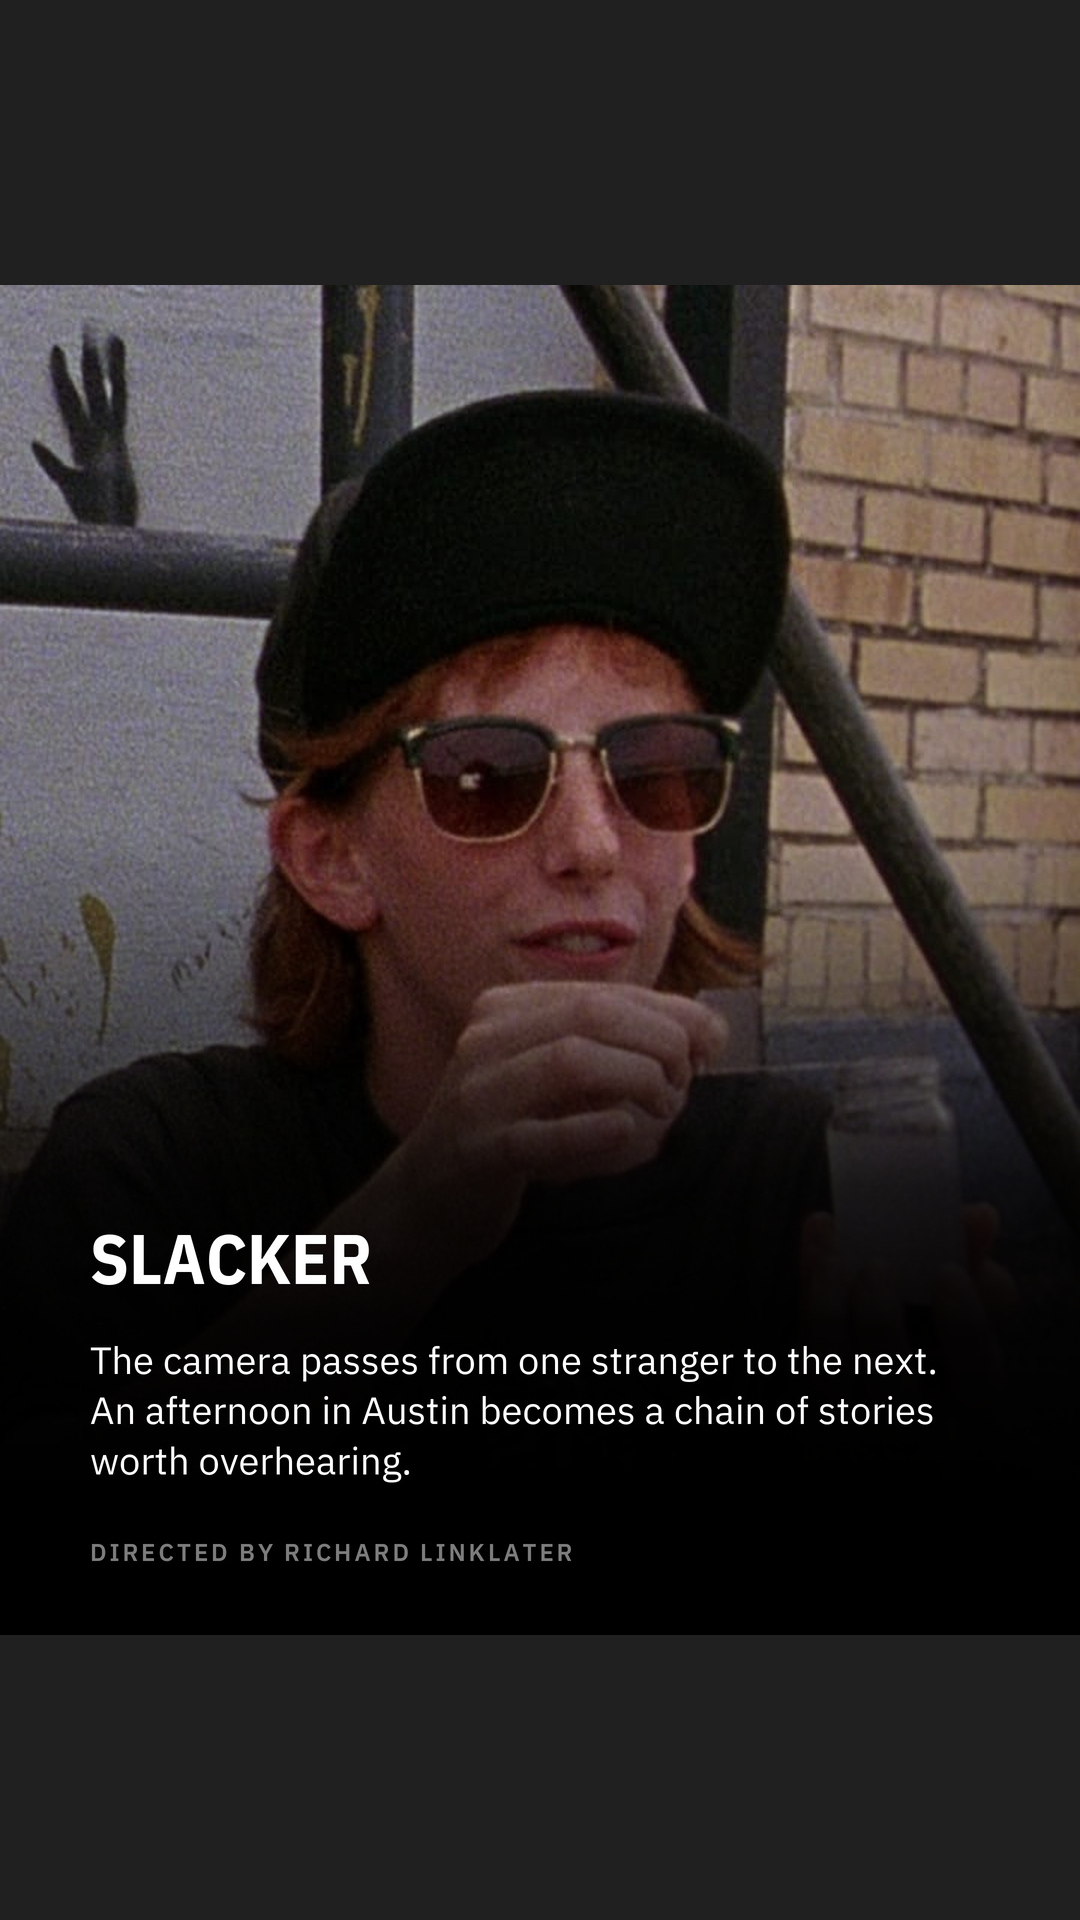 SLACKER
The camera passes from one stranger to the next.
An afternoon in Austin becomes a chain of stories
worth overhearing.
DIRECTED BY RICHARD LINKLATER